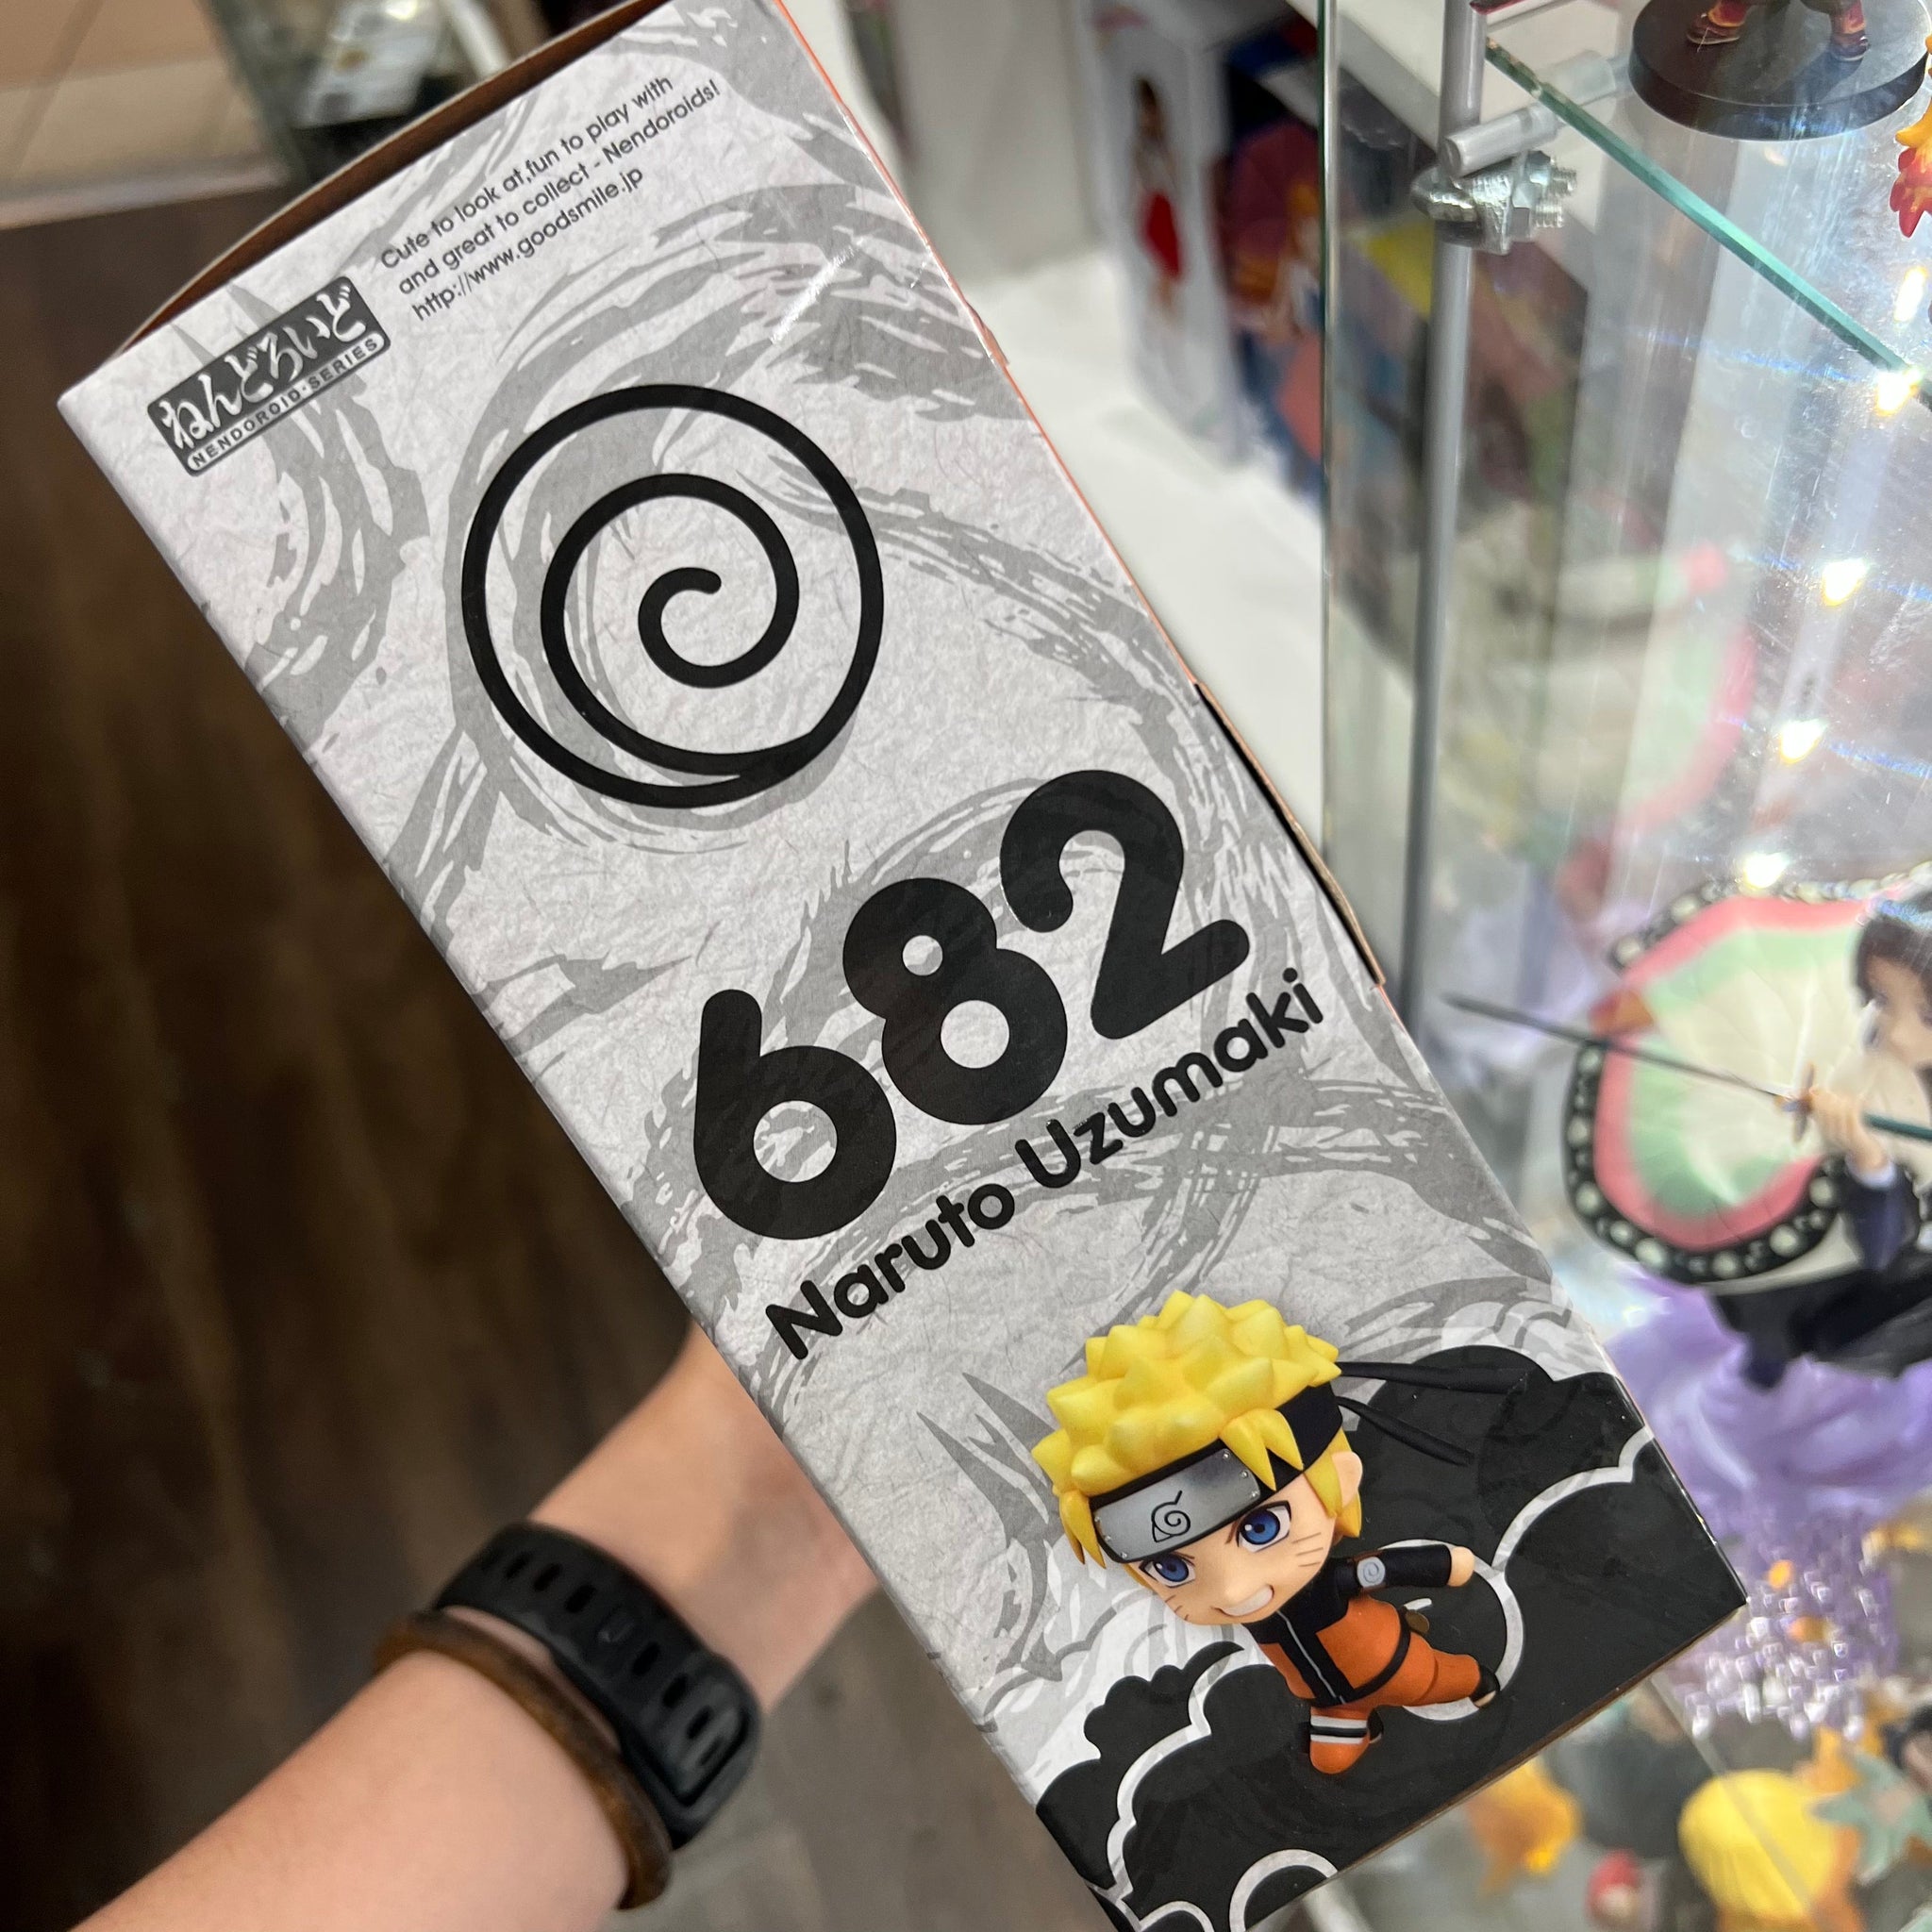 ねんどろいど
NENDOROID·SERIES
Cute to look at,fun to play with
and great to collect - Nendoroids!
http://www.goodsmile.jp
682
Naruto Uzumaki